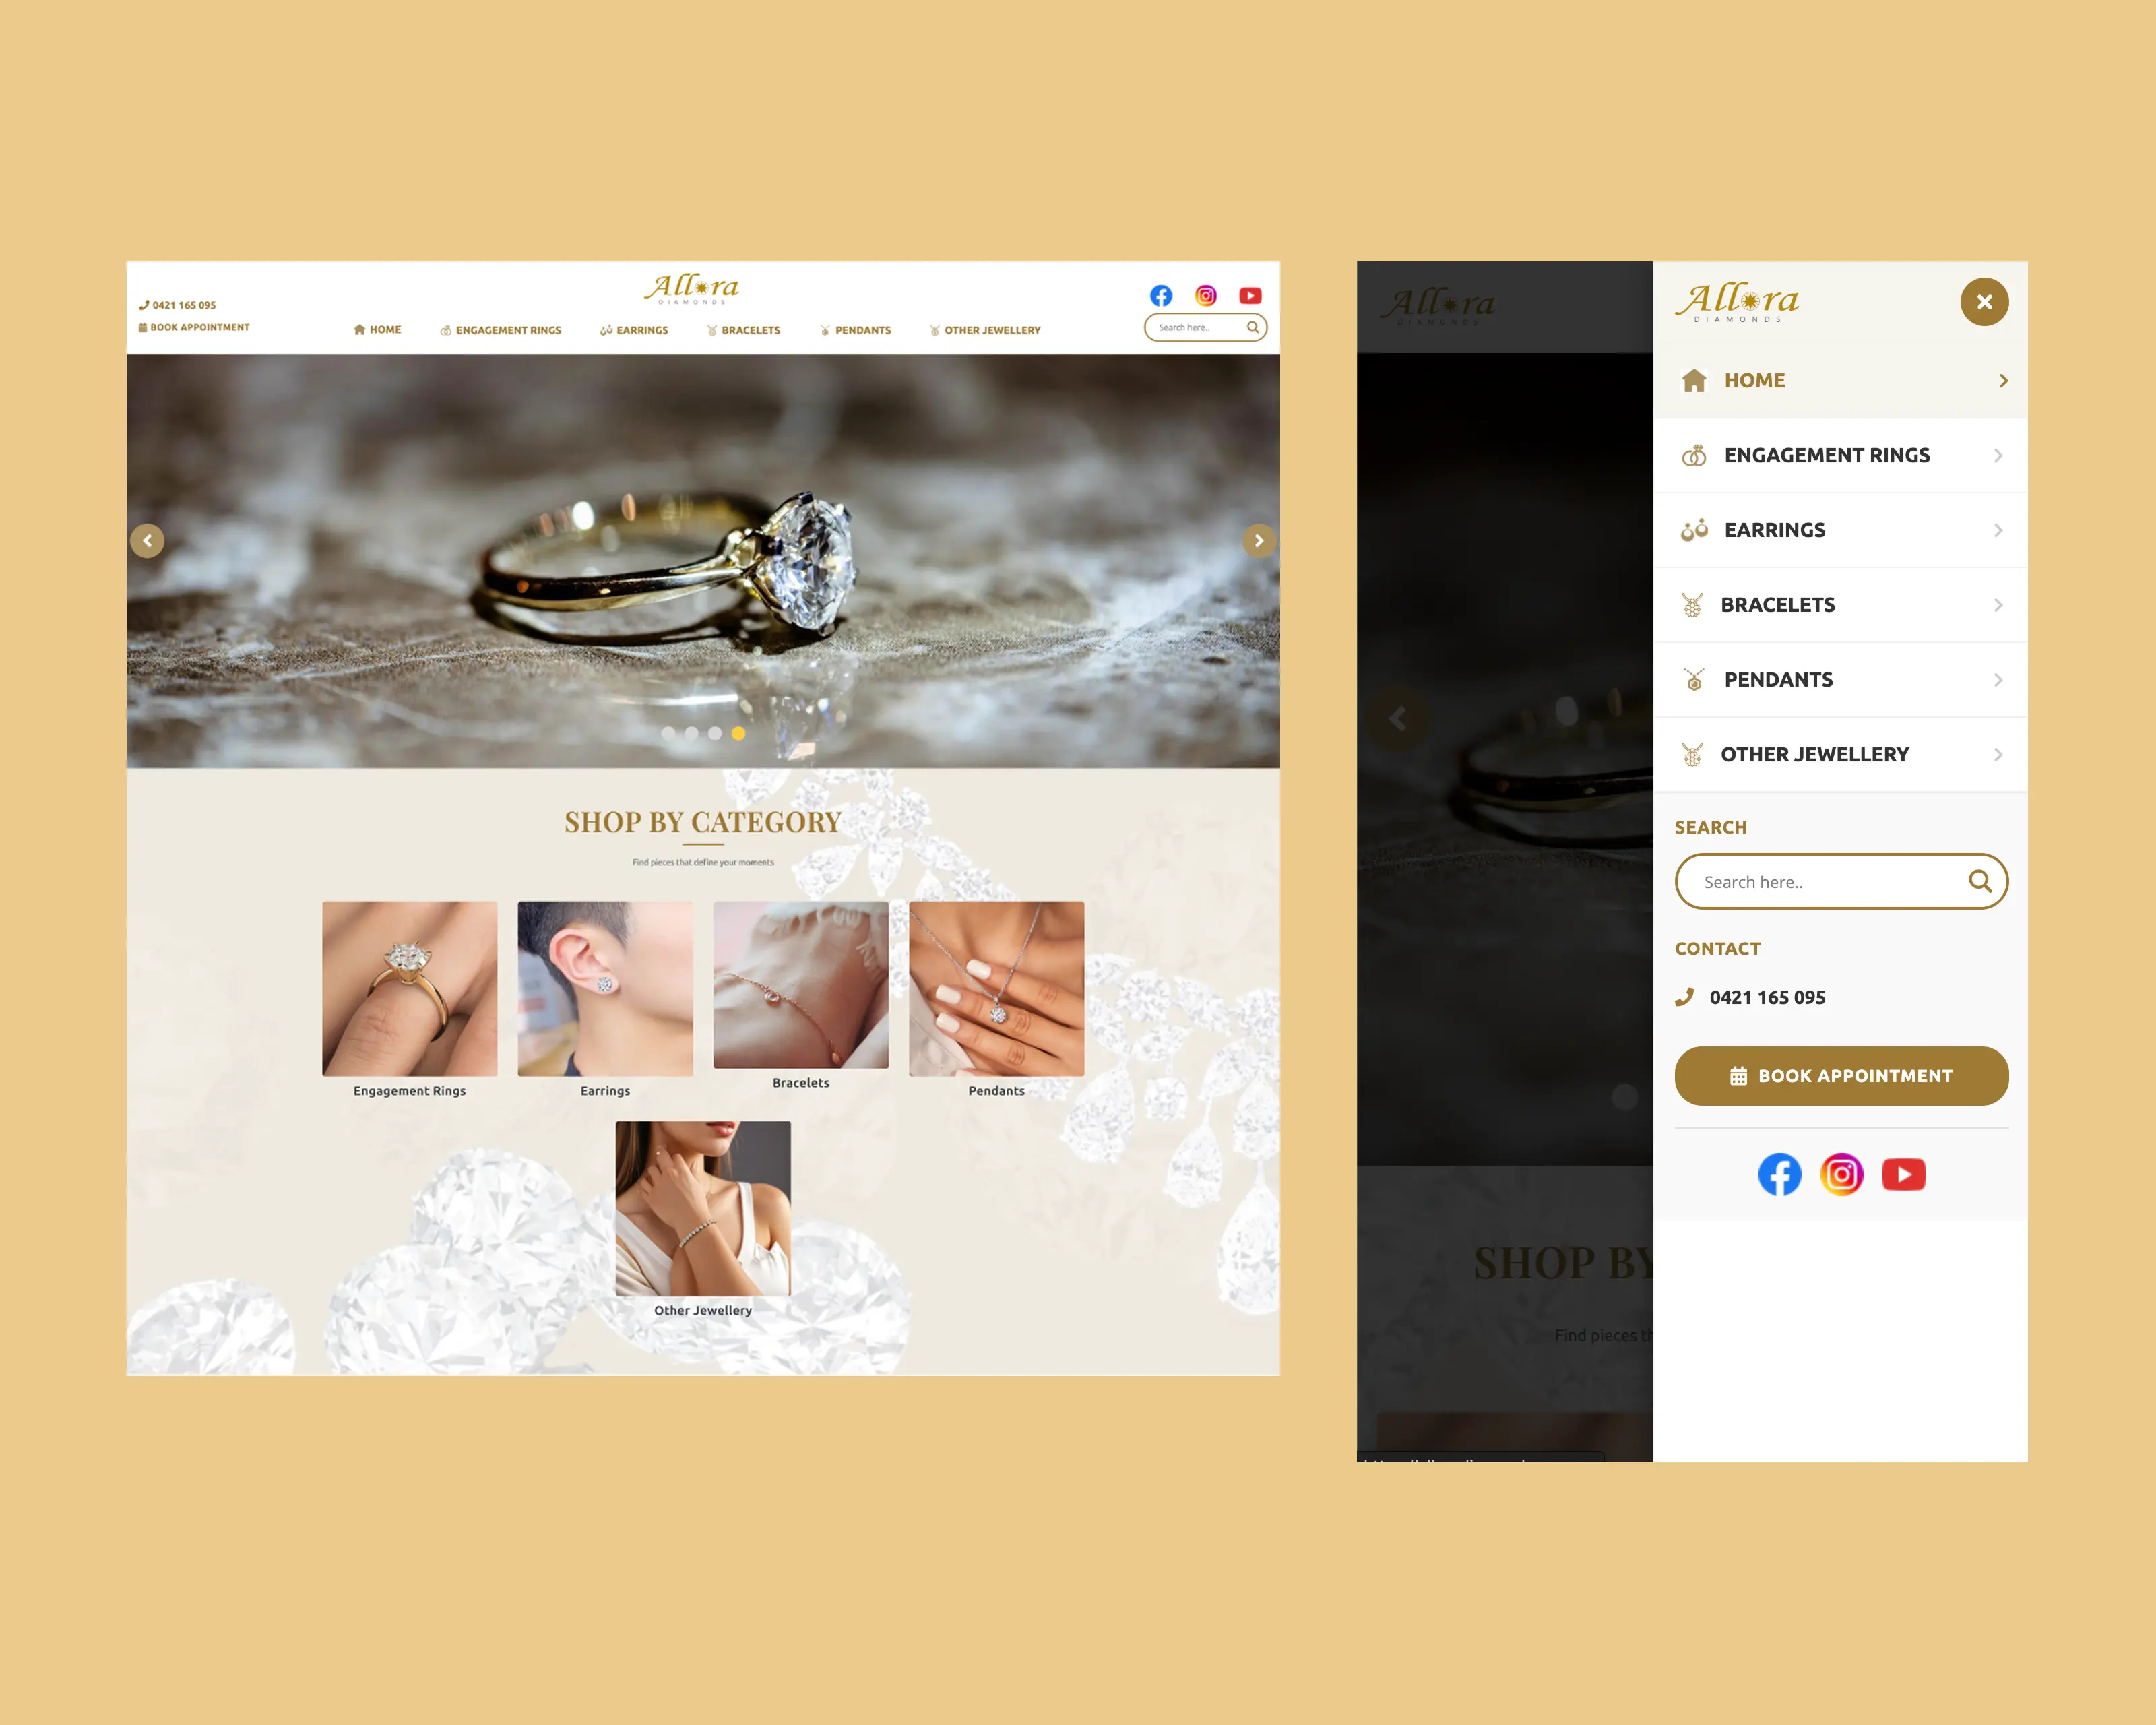 Allora
DIAMONDS
0421 165 095
BOOK APPOINTMENT
HOME
ENGAGEMENT RINGS
EARRINGS
BRACELETS
PENDANTS
OTHER JEWELLERY
Search here..
SHOP BY CATEGORY
Find pieces that define your moments
Engagement Rings
Earrings
Bracelets
Pendants
Other Jewellery
Allora
DIAMONDS
SHOP BY
Find pieces th
Allora
DIAMONDS
HOME
ENGAGEMENT RINGS
EARRINGS
BRACELETS
PENDANTS
OTHER JEWELLERY
SEARCH
Search here..
CONTACT
0421 165 095
BOOK APPOINTMENT